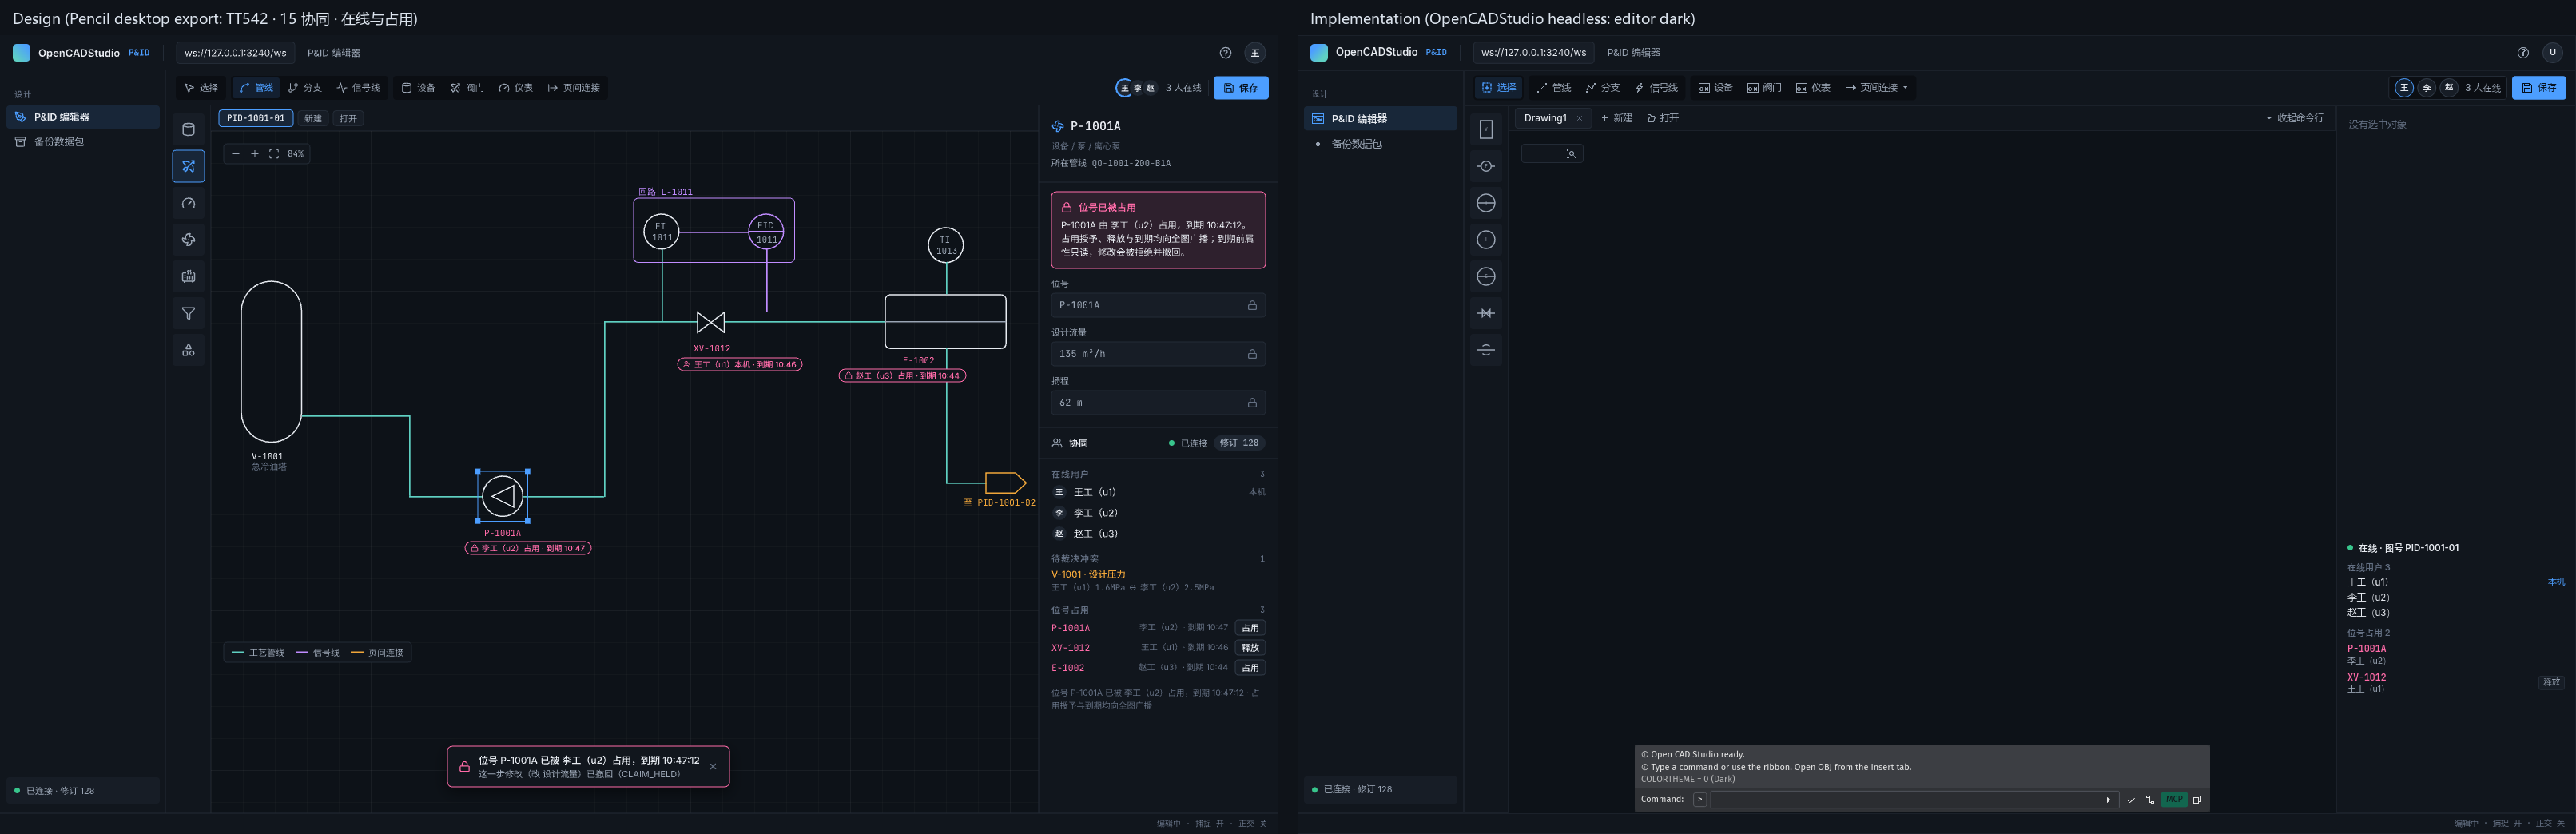 Design (Pencil desktop export: TT542 · 15 协同 · 在线与占用)
OpenCADStudio P&ID ws://127.0.0.1:3240/ws P&ID 编辑器 王
选择 管线 分支 信号线 设备 阀门 仪表 页间连接 王 李 赵 3 人在线 保存
设计
P&ID 编辑器
备份数据包
PID-1001-01 新建 打开
84%
回路 L-1011
FT
1011
FIC
1011
TI
1013
XV-1012
王工（u1）本机 · 到期 10:46
E-1002
赵工（u3）占用 · 到期 10:44
V-1001
急冷油塔
至 PID-1001-02
P-1001A
李工（u2）占用 · 到期 10:47
工艺管线 信号线 页间连接
位号 P-1001A 已被 李工（u2）占用，到期 10:47:12
这一步修改（改 设计流量）已撤回（CLAIM_HELD）
P-1001A
设备 / 泵 / 离心泵
所在管线 QO-1001-200-B1A
位号已被占用
P-1001A 由 李工（u2）占用，到期 10:47:12。
占用授予、释放与到期均向全图广播；到期前属
性只读，修改会被拒绝并撤回。
位号
P-1001A
设计流量
135 m³/h
扬程
62 m
协同 已连接 修订 128
在线用户 3
王 王工（u1） 本机
李 李工（u2）
赵 赵工（u3）
待裁决冲突 1
V-1001 · 设计压力
王工（u1）1.6MPa ↔ 李工（u2）2.5MPa
位号占用 3
P-1001A 李工（u2）· 到期 10:47 占用
XV-1012 王工（u1）· 到期 10:46 释放
E-1002 赵工（u3）· 到期 10:44 占用
位号 P-1001A 已被 李工（u2）占用，到期 10:47:12 · 占
用授予与到期均向全图广播
已连接 · 修订 128
编辑中 · 捕捉 开 · 正交 关
Implementation (OpenCADStudio headless: editor dark)
OpenCADStudio P&ID ws://127.0.0.1:3240/ws P&ID 编辑器 U
选择 管线 分支 信号线 设备 阀门 仪表 页间连接 王 李 赵 3 人在线 保存
设计
P&ID 编辑器
备份数据包
Drawing1 × + 新建 打开 收起命令行
没有选中对象
在线 · 图号 PID-1001-01
在线用户 3
王工（u1） 本机
李工（u2）
赵工（u3）
位号占用 2
P-1001A
李工（u2）
XV-1012
王工（u1） 释放
Open CAD Studio ready.
Type a command or use the ribbon. Open OBJ from the Insert tab.
COLORTHEME = 0 (Dark)
Command: > MCP
已连接 · 修订 128
编辑中 · 捕捉 开 · 正交 关